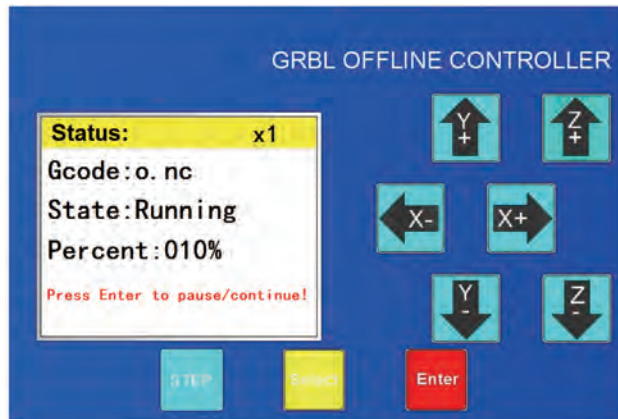 GRBL OFFLINE CONTROLLER
Status: x1
Gcode:o.nc
State:Running
Percent:010%
Press Enter to pause/continue!
Y+
Z+
X-
X+
Y-
Z-
STEP
Select
Enter